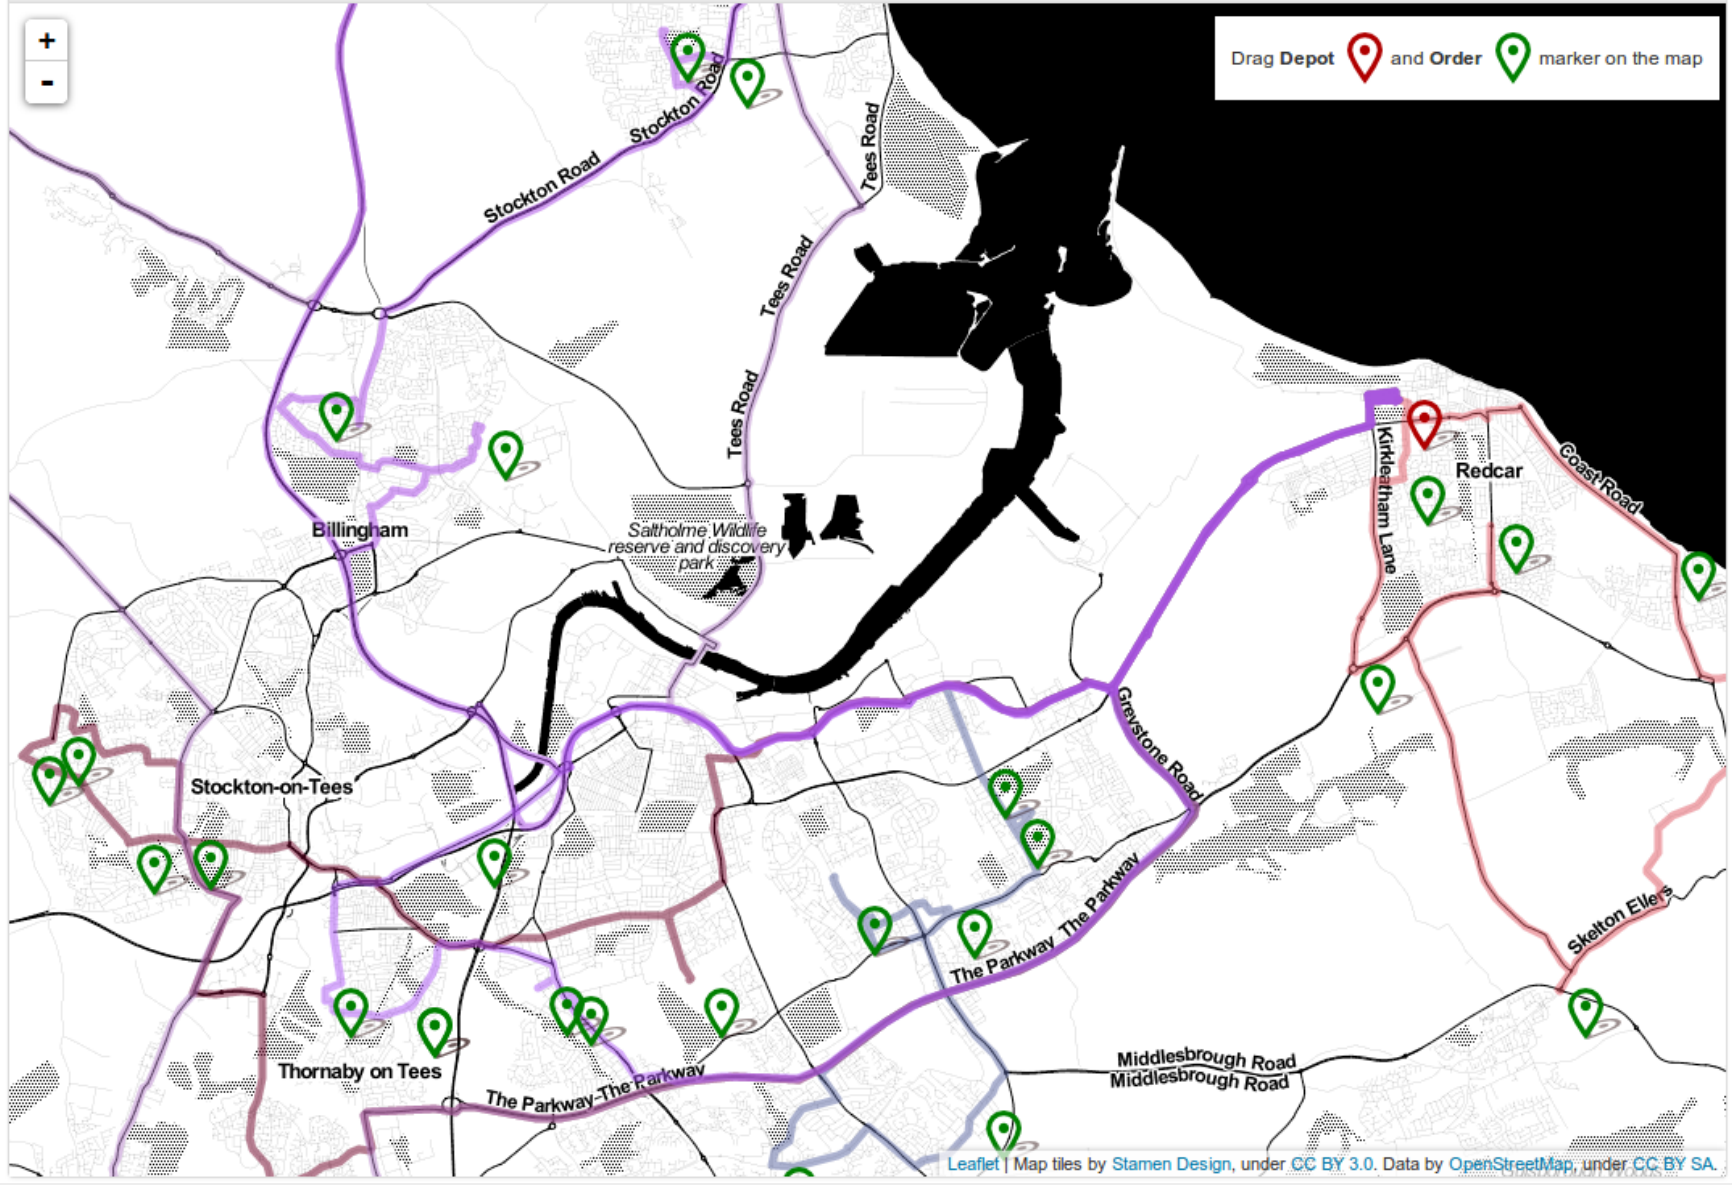 +
-
Drag Depot and Order marker on the map
Stockton Road
Stockton Road
Tees Road
Tees Road
Tees Road
Kirkleatham Lane
Redcar
Coast Road
Billingham
Saltholme Wildlife
reserve and discovery
park
Greystone Road
Stockton-on-Tees
The Parkway
The Parkway
Skelton Ellers
Thornaby on Tees
The Parkway
The Parkway
Middlesbrough Road
Middlesbrough Road
Leaflet | Map tiles by Stamen Design, under CC BY 3.0. Data by OpenStreetMap, under CC BY SA.